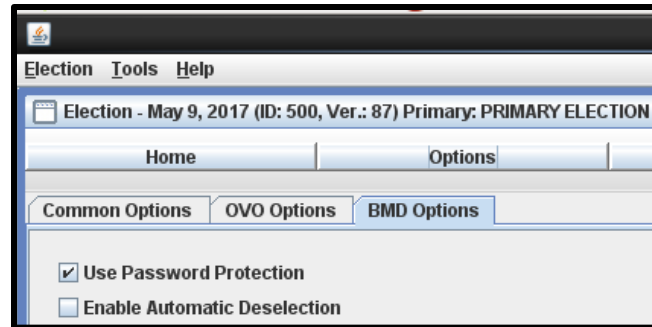 Election Tools Help
Election - May 9, 2017 (ID: 500, Ver.: 87) Primary: PRIMARY ELECTION
Home Options
Common Options OVO Options BMD Options
Use Password Protection
Enable Automatic Deselection